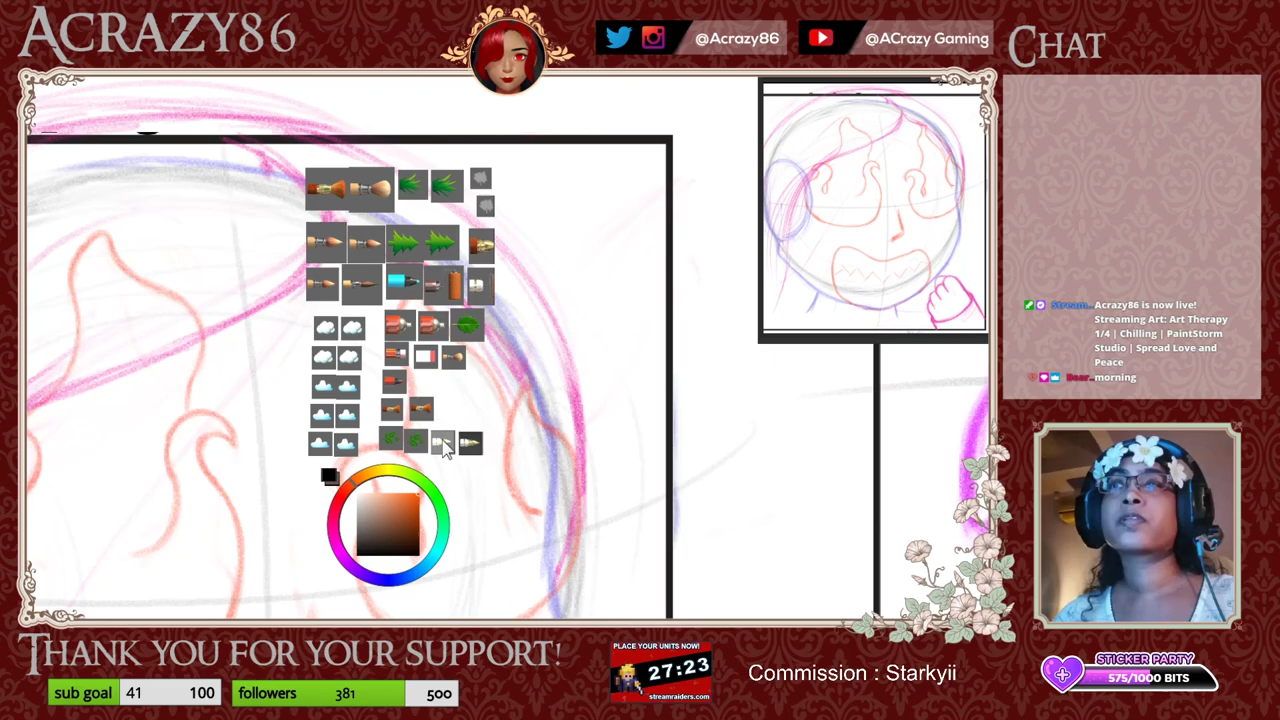 ACRAZY86
@Acrazy86
@ACrazy Gaming
CHAT
Stream..Acrazy86 is now live!
Streaming Art: Art Therapy
1/4 | Chilling | PaintStorm
Studio | Spread Love and
Peace
Bear..morning
THANK YOU FOR YOUR SUPPORT!
sub goal 41 100
followers 381 500
PLACE YOUR UNITS NOW!
27:23
streamraiders.com
Commission : Starkyii
STICKER PARTY
575/1000 BITS